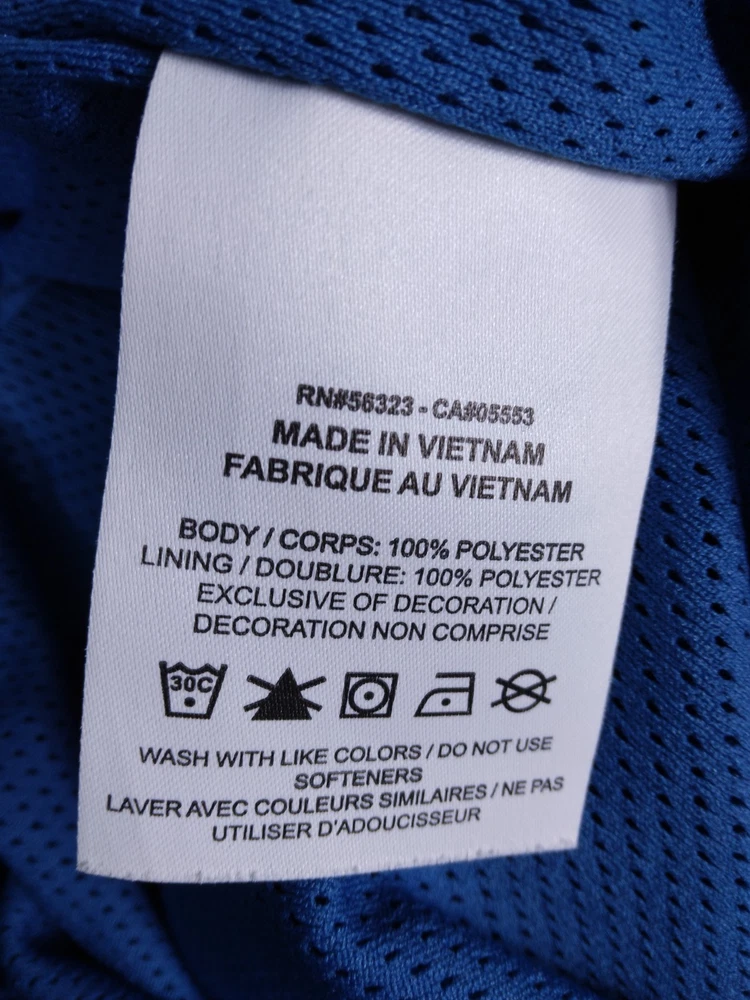 RN#56323 - CA#05553
MADE IN VIETNAM
FABRIQUE AU VIETNAM
BODY / CORPS: 100% POLYESTER
LINING / DOUBLURE: 100% POLYESTER
EXCLUSIVE OF DECORATION /
DECORATION NON COMPRISE
30C
WASH WITH LIKE COLORS / DO NOT USE
SOFTENERS
LAVER AVEC COULEURS SIMILAIRES / NE PAS
UTILISER D'ADOUCISSEUR